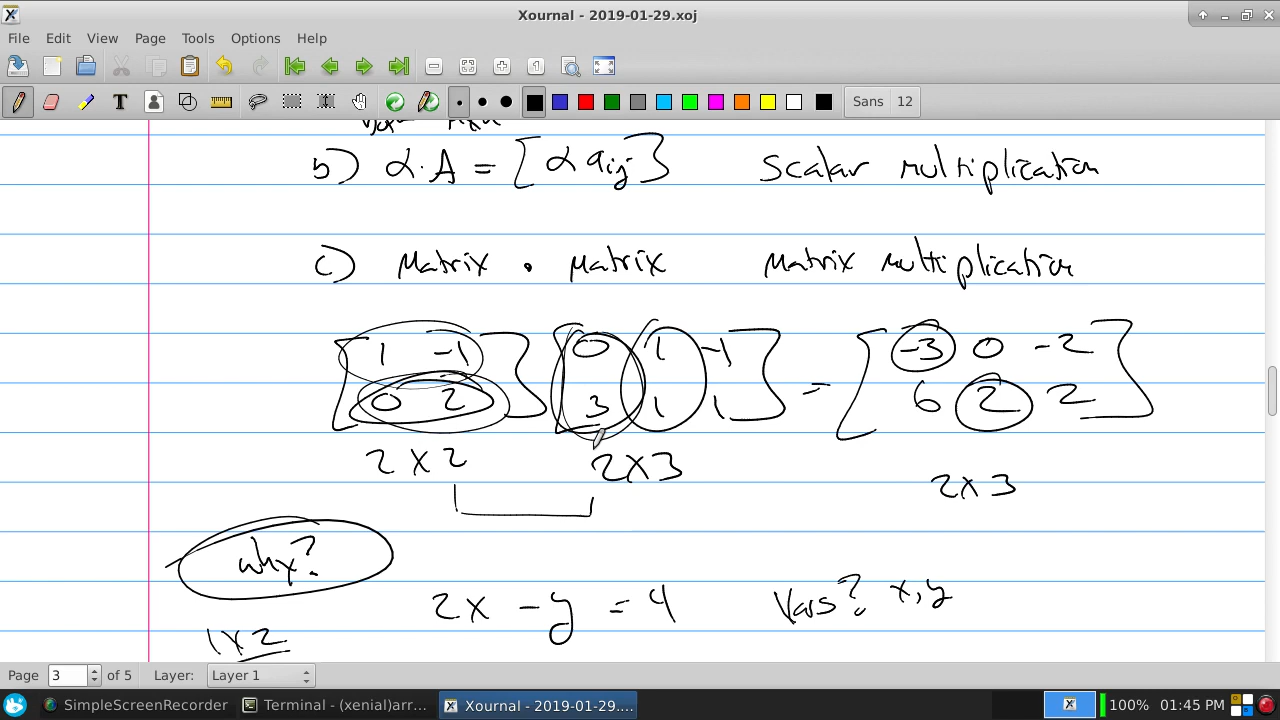 Xournal - 2019-01-29.xoj
File Edit View Page Tools Options Help
Sans 12
b) α·A = [α aij] Scalar multiplication
c) Matrix · Matrix Matrix multiplication
[1 -1 [0 1 -1 = [-3 0 -2
0 2] 3 1 1] 6 2 2]
2x2 2x3 2x3
why?
2x - y = 4 Vars? x,y
1x2
Page 3 of 5 Layer: Layer 1
SimpleScreenRecorder Terminal - (xenial)arr... Xournal - 2019-01-29.... 100% 01:45 PM